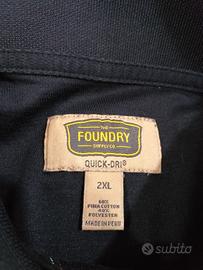 THE
FOUNDRY
SUPPLY CO.
QUICK-DRI®
2XL
60%
PIMA COTTON
40%
POLYESTER
MADE IN PERU
subito